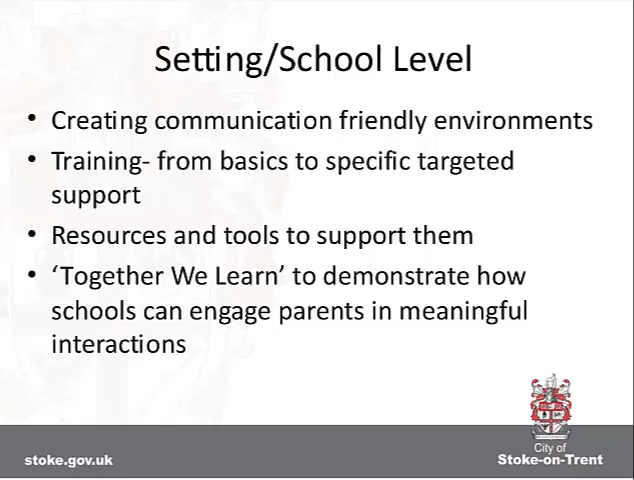 Setting/School Level
• Creating communication friendly environments
• Training- from basics to specific targeted
support
• Resources and tools to support them
• ‘Together We Learn’ to demonstrate how
schools can engage parents in meaningful
interactions
City of
stoke.gov.uk
Stoke-on-Trent